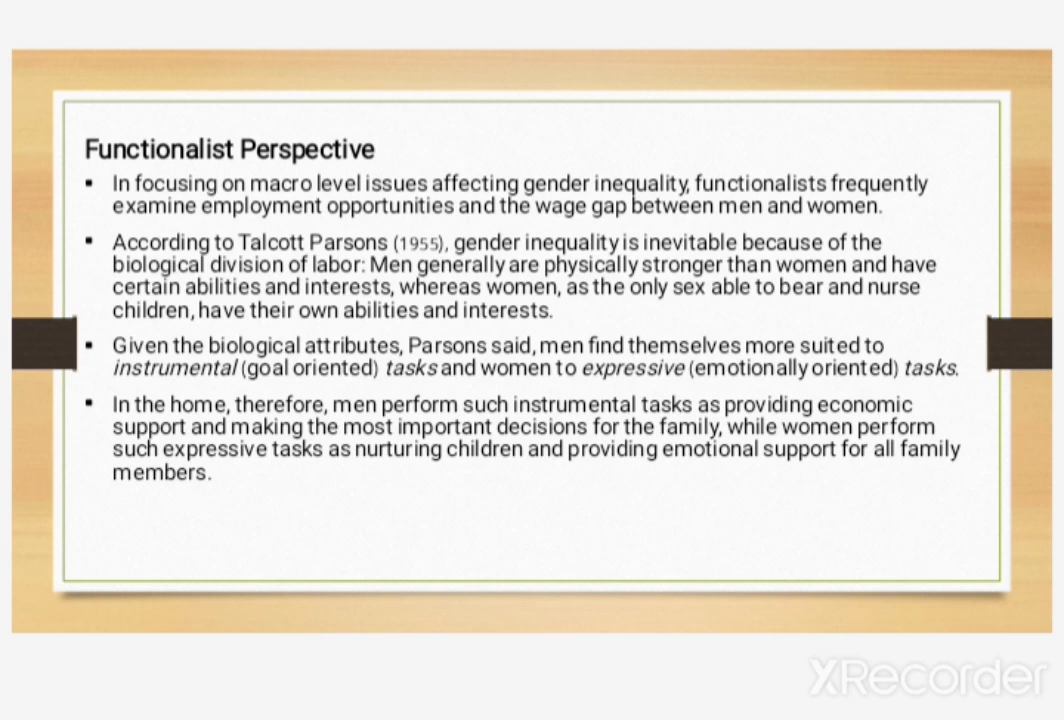 Functionalist Perspective
▪ In focusing on macro level issues affecting gender inequality, functionalists frequently
examine employment opportunities and the wage gap between men and women.
▪ According to Talcott Parsons (1955), gender inequality is inevitable because of the
biological division of labor: Men generally are physically stronger than women and have
certain abilities and interests, whereas women, as the only sex able to bear and nurse
children, have their own abilities and interests.
▪ Given the biological attributes, Parsons said, men find themselves more suited to
instrumental (goal oriented) tasks and women to expressive (emotionally oriented) tasks.
▪ In the home, therefore, men perform such instrumental tasks as providing economic
support and making the most important decisions for the family, while women perform
such expressive tasks as nurturing children and providing emotional support for all family
members.
XRecorder